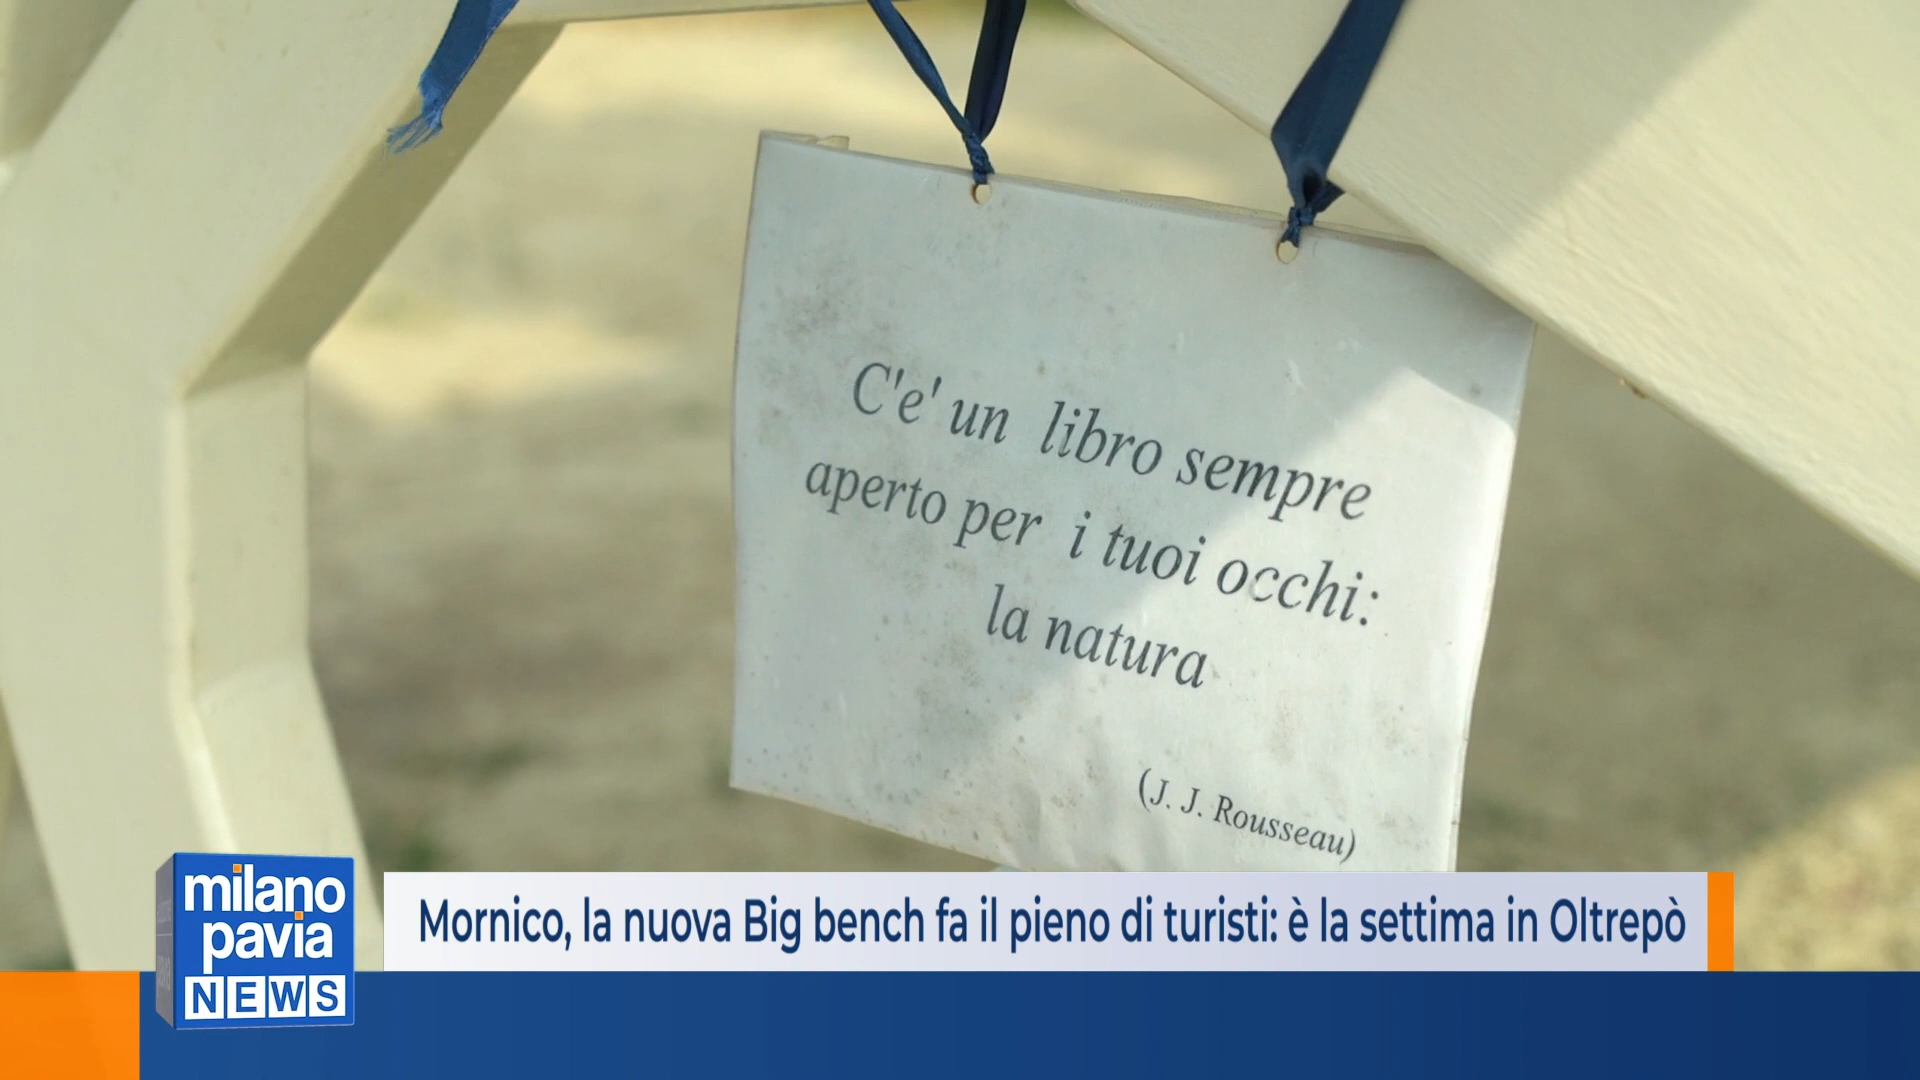 C'e' un libro sempre
aperto per i tuoi occhi:
la natura
(J. J. Rousseau)
milano
pavia
NEWS
Mornico, la nuova Big bench fa il pieno di turisti: è la settima in Oltrepò